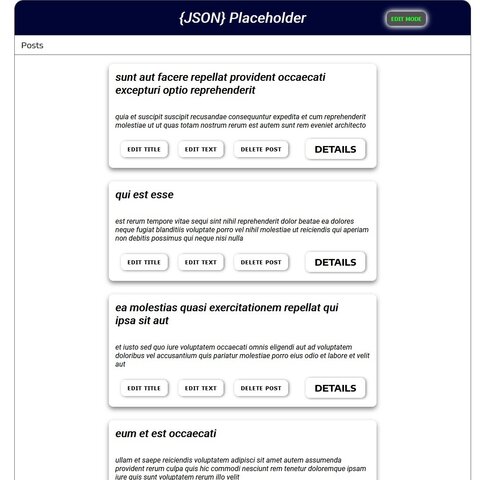 {JSON} Placeholder
EDIT MODE
Posts
sunt aut facere repellat provident occaecati
excepturi optio reprehenderit
quia et suscipit suscipit recusandae consequuntur expedita et cum reprehenderit
molestiae ut ut quas totam nostrum rerum est autem sunt rem eveniet architecto
EDIT TITLE EDIT TEXT DELETE POST DETAILS
qui est esse
est rerum tempore vitae sequi sint nihil reprehenderit dolor beatae ea dolores
neque fugiat blanditiis voluptate porro vel nihil molestiae ut reiciendis qui aperiam
non debitis possimus qui neque nisi nulla
EDIT TITLE EDIT TEXT DELETE POST DETAILS
ea molestias quasi exercitationem repellat qui
ipsa sit aut
et iusto sed quo iure voluptatem occaecati omnis eligendi aut ad voluptatem
doloribus vel accusantium quis pariatur molestiae porro eius odio et labore et velit
aut
EDIT TITLE EDIT TEXT DELETE POST DETAILS
eum et est occaecati
ullam et saepe reiciendis voluptatem adipisci sit amet autem assumenda
provident rerum culpa quis hic commodi nesciunt rem tenetur doloremque ipsam
iure quis sunt voluptatem rerum illo velit